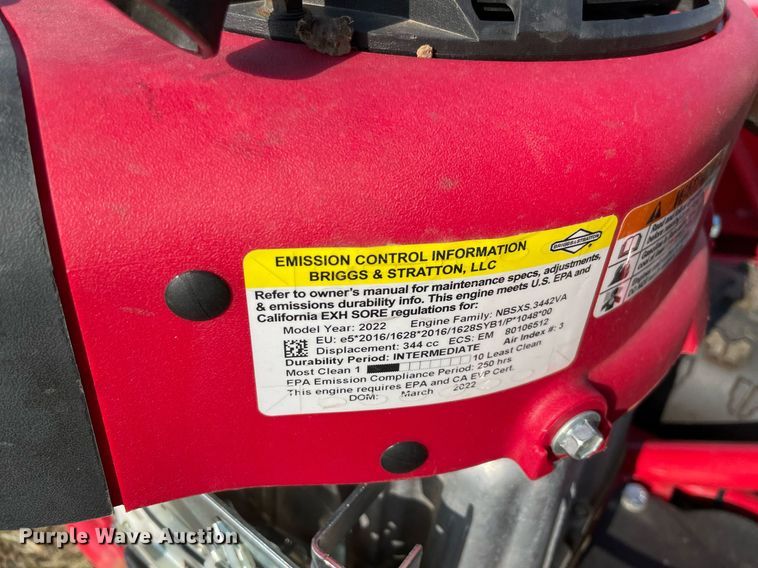 EMISSION CONTROL INFORMATION
BRIGGS & STRATTON, LLC
BRIGGS & STRATTON
Refer to owner's manual for maintenance specs, adjustments,
& emissions durability info. This engine meets U.S. EPA and
California EXH SORE regulations for:
Model Year: 2022 Engine Family: NBSXS.3442VA
EU: e5*2016/1628*2016/1628SYB1/P*1048*00
Displacement: 344 cc ECS: EM 80106512
Durability Period: INTERMEDIATE Air Index #: 3
Most Clean 1 10 Least Clean
EPA Emission Compliance Period: 250 hrs
This engine requires EPA and CA EVP Cert.
DOM: March 2022
Purple Wave Auction